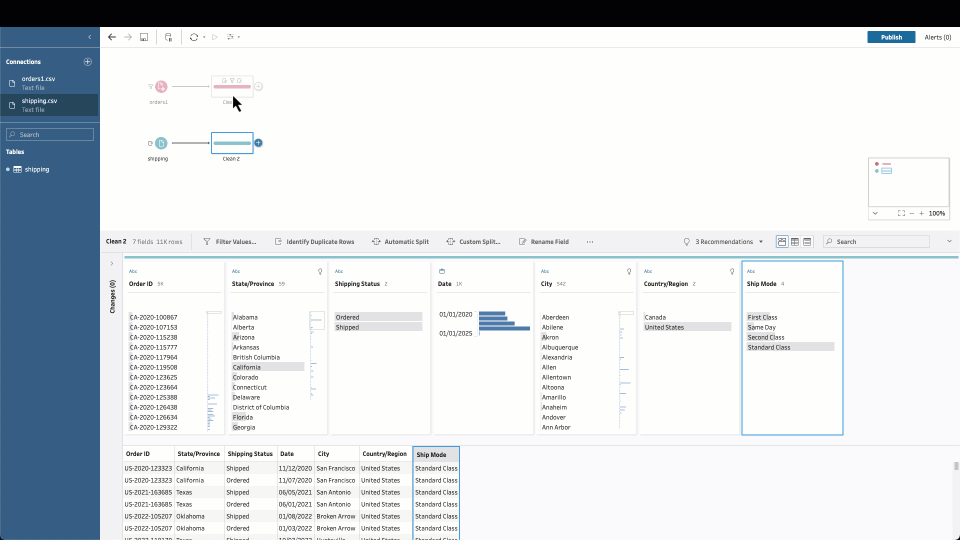 Publish
Alerts (0)
Connections
orders1.csv
Text file
shipping.csv
Text file
Search
Tables
shipping
orders1
shipping
Clean 2
100%
Clean 2 7 fields 11K rows
Filter Values...
Identify Duplicate Rows
Automatic Split
Custom Split...
Rename Field
3 Recommendations
Search
Changes (0)
Abc
Order ID 5K
CA-2020-100867
CA-2020-107153
CA-2020-115238
CA-2020-115777
CA-2020-117964
CA-2020-119508
CA-2020-123625
CA-2020-123664
CA-2020-125388
CA-2020-126438
CA-2020-126634
CA-2020-129322
Abc
State/Province 59
Alabama
Alberta
Arizona
Arkansas
British Columbia
California
Colorado
Connecticut
Delaware
District of Columbia
Florida
Georgia
Abc
Shipping Status 2
Ordered
Shipped
Date 1K
01/01/2020
01/01/2025
Abc
City 542
Aberdeen
Abilene
Akron
Albuquerque
Alexandria
Allen
Allentown
Altoona
Amarillo
Anaheim
Andover
Ann Arbor
Abc
Country/Region 2
Canada
United States
Abc
Ship Mode 4
First Class
Same Day
Second Class
Standard Class
Order ID State/Province Shipping Status Date City Country/Region Ship Mode
US-2020-123323 California Shipped 11/12/2020 San Francisco United States Standard Class
US-2020-123323 California Ordered 11/07/2020 San Francisco United States Standard Class
US-2021-163685 Texas Shipped 06/05/2021 San Antonio United States Standard Class
US-2021-163685 Texas Ordered 06/01/2021 San Antonio United States Standard Class
US-2022-105207 Oklahoma Shipped 01/08/2022 Broken Arrow United States Standard Class
US-2022-105207 Oklahoma Ordered 01/03/2022 Broken Arrow United States Standard Class